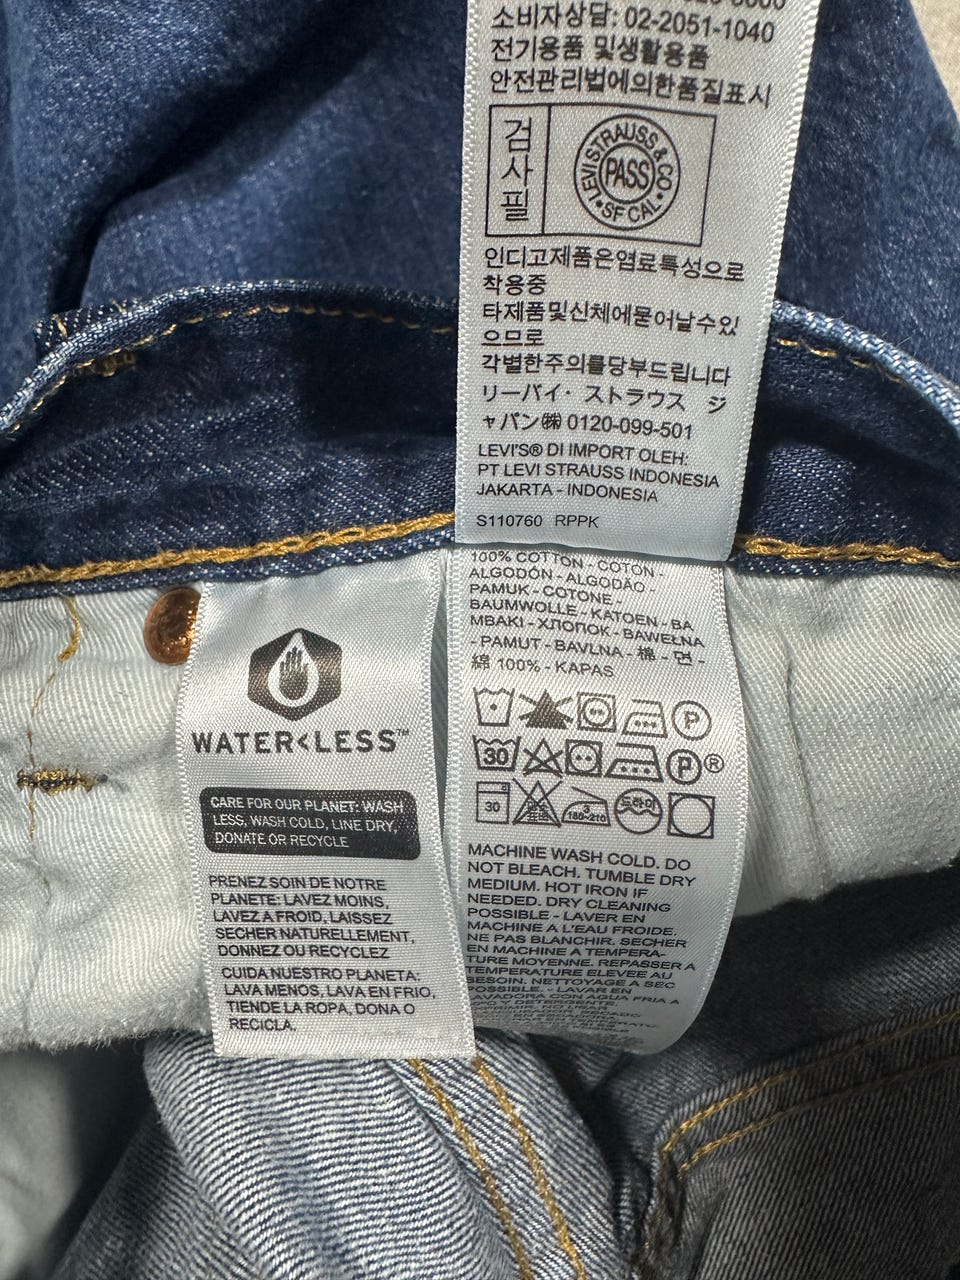 소비자상담: 02-2051-1040
전기용품 및생활용품
안전관리법에의한품질표시
검사필
LEVI STRAUSS & CO
PASS
SF CAL
인디고제품은염료특성으로
착용중
타제품및신체에묻어날수있
으므로
각별한주의를당부드립니다
リーバイ・ストラウス ジ
ャパン㈱ 0120-099-501
LEVI'S® DI IMPORT OLEH:
PT LEVI STRAUSS INDONESIA
JAKARTA - INDONESIA
S110760 RPPK
100% COTTON - COTON -
ALGODÓN - ALGODÃO -
PAMUK - COTONE -
BAUMWOLLE - KATOEN - BA
MBAKI - ХЛОПОК - BAWEŁNA
- PAMUT - BAVLNA - 棉 - 면 -
綿 100% - KAPAS
P
30
P®
30
표백
3
180~210
드라이
MACHINE WASH COLD. DO
NOT BLEACH. TUMBLE DRY
MEDIUM. HOT IRON IF
NEEDED. DRY CLEANING
POSSIBLE - LAVER EN
MACHINE A L'EAU FROIDE.
NE PAS BLANCHIR. SECHER
EN MACHINE A TEMPERA-
TURE MOYENNE. REPASSER A
TEMPERATURE ELEVEE AU
BESOIN. NETTOYAGE A SEC
POSSIBLE. - LAVAR EN
LAVADORA CON AGUA FRIA A
WATER<LESS™
CARE FOR OUR PLANET: WASH
LESS, WASH COLD, LINE DRY,
DONATE OR RECYCLE
PRENEZ SOIN DE NOTRE
PLANETE: LAVEZ MOINS,
LAVEZ A FROID, LAISSEZ
SECHER NATURELLEMENT,
DONNEZ OU RECYCLEZ
CUIDA NUESTRO PLANETA:
LAVA MENOS, LAVA EN FRIO,
TIENDE LA ROPA, DONA O
RECICLA.